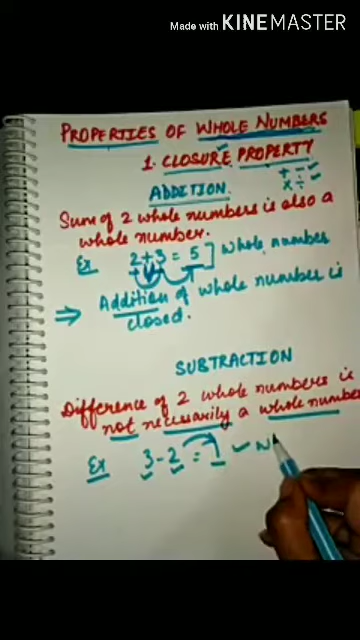 Made with KINEMASTER
PROPERTIES OF WHOLE NUMBERS
1. CLOSURE PROPERTY
+ -
× ÷
ADDITION
Sum of 2 whole numbers is also a
whole number.
Ex 2+3 = 5] Whole number
⇒ Addition of whole number is
closed.
SUBTRACTION
Difference of 2 whole numbers is
not necessarily a whole number
Ex 3-2 = 1 ✓